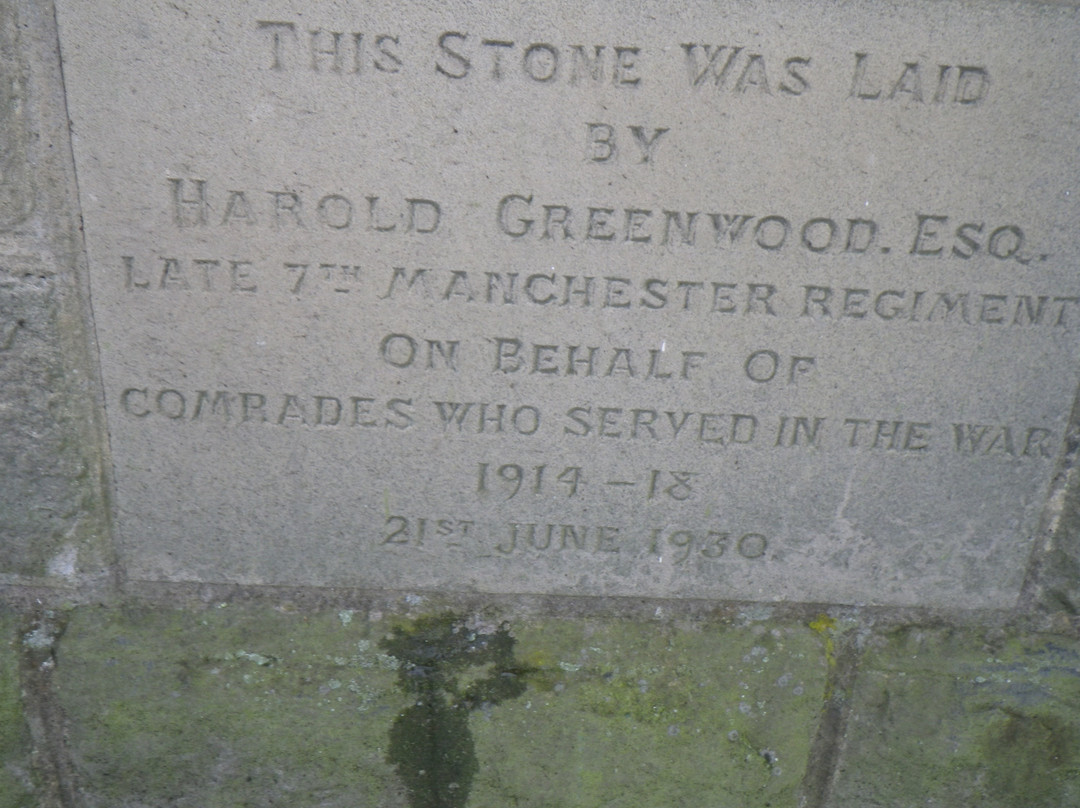 THIS STONE WAS LAID
BY
HAROLD GREENWOOD. ESQ.
LATE 7TH MANCHESTER REGIMENT
ON BEHALF OF
COMRADES WHO SERVED IN THE WAR
1914-18
21ST JUNE 1930.